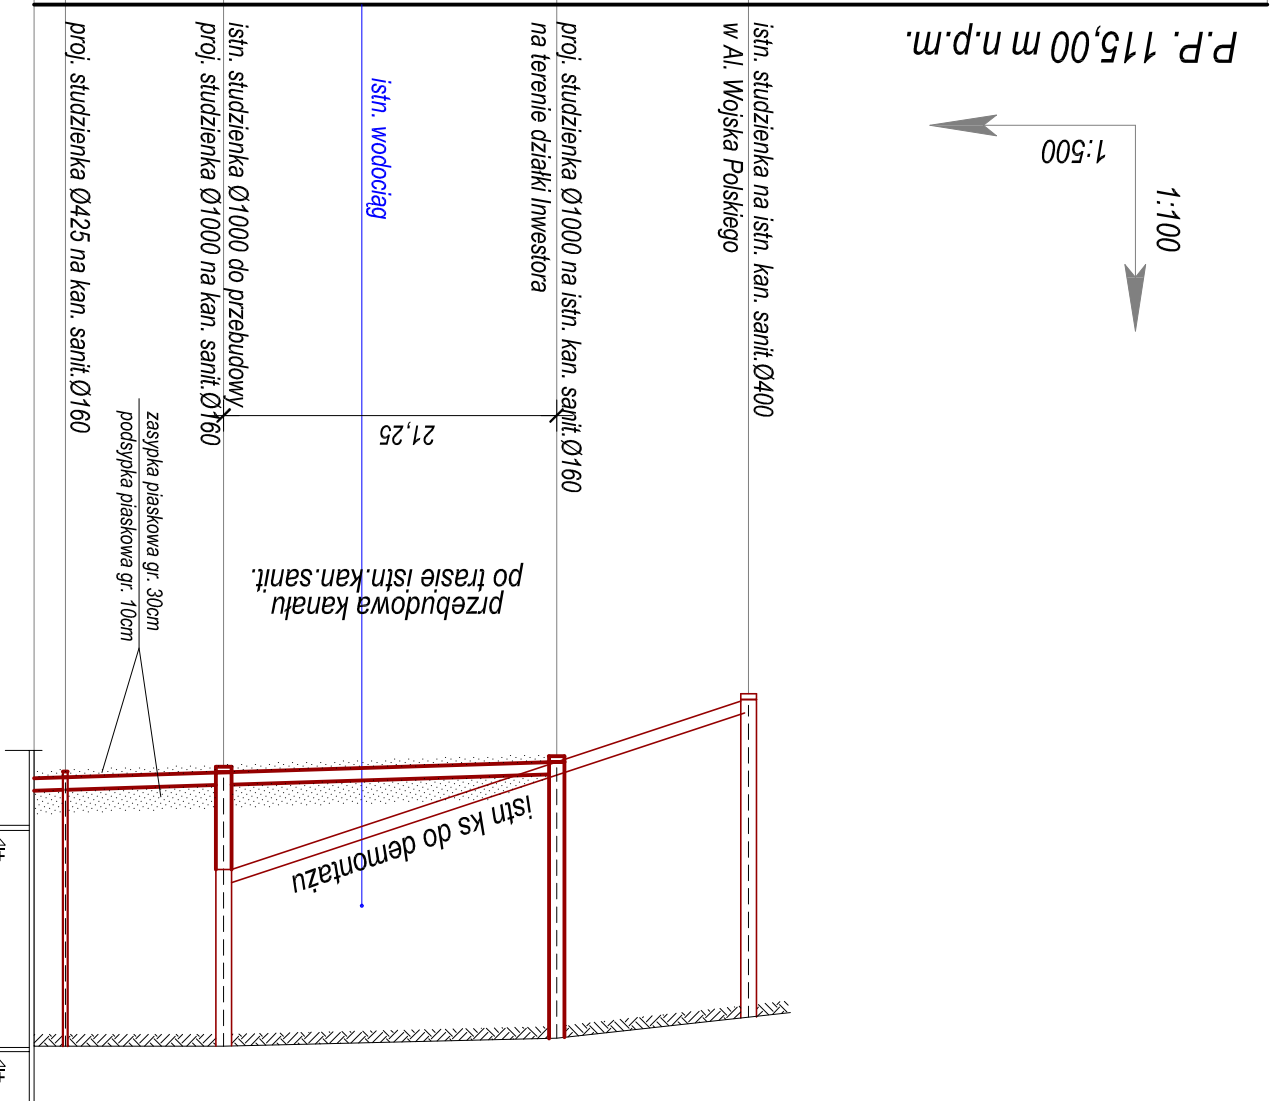 P.P. 115,00 m n.p.m.
1:500
1:100
istn. studzienka na istn. kan. sanit.Ø400
w Al. Wojska Polskiego
proj. studzienka Ø1000 na istn. kan. sanit.Ø160
na terenie działki Inwestora
istn. wodociąg
istn. studzienka Ø1000 do przebudowy,
proj. studzienka Ø1000 na kan. sanit.Ø160
proj. studzienka Ø425 na kan. sanit.Ø160
21,25
zasypka piaskowa gr. 30cm
podsypka piaskowa gr. 10cm
przebudowa kanału
po trasie istn.kan.sanit.
istn ks do demontażu